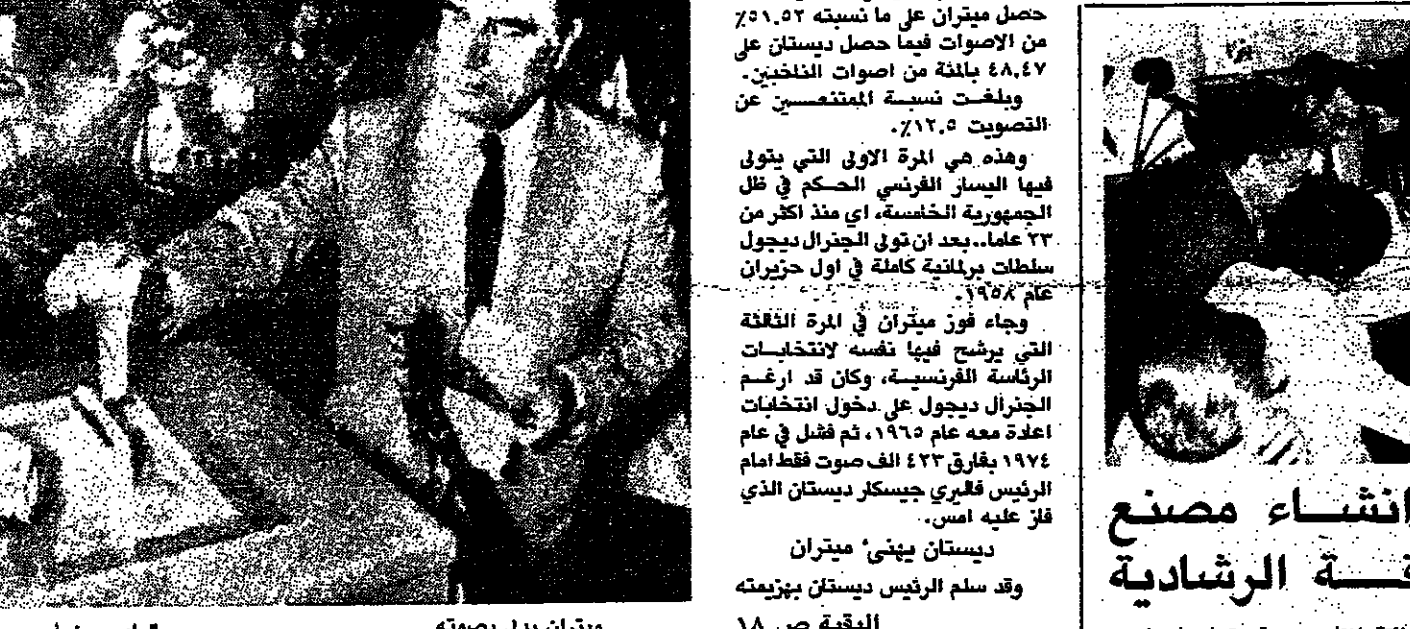 حصل ميتران على ما نسبته ٥١,٥٢٪
من الاصوات فيما حصل ديستان على
٤٨,٤٧ بالمئة من اصوات الناخبين.
وبلغت نسبة الممتنعسين عن
التصويت ١٢,٥٪.
وهذه هي المرة الاولى التي يتولى
فيها اليسار الفرنسي الحكم في ظل
الجمهورية الخامسة، اي منذ اكثر من
٢٣ عاما.. بعد ان تولى الجنرال ديجول
سلطات برلمانية كاملة في أول حزيران
عام ١٩٥٨.
وجاء فوز ميتران في المرة الثالثة
التي يرشح فيها نفسه لانتخابات
الرئاسة الفرنسية، وكان قد ارغم
الجنرال ديجول على دخول انتخابات
اعادة معه عام ١٩٦٥، ثم فشل في عام
١٩٧٤ بفارق ٤٢٣ الف صوت فقط امام
الرئيس فاليري جيسكار ديستان الذي
فاز عليه امس.
ديستان يهنىء ميتران
وقد سلم الرئيس ديستان بهزيمته
البقية ص ١٨
انشاء مصنع
الرشادية
ميتران يدلي بصوته